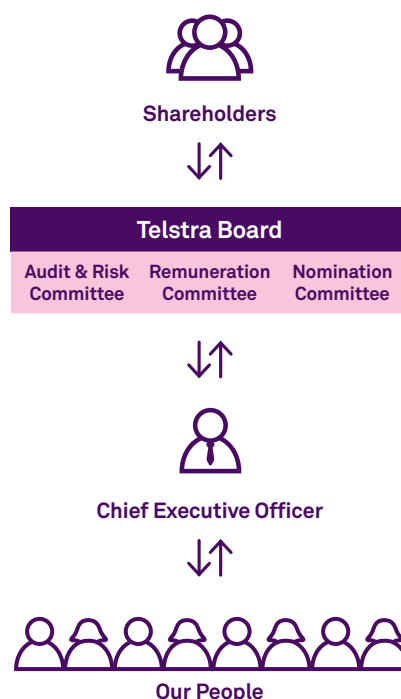 Shareholders
Telstra Board
Audit & Risk Remuneration Nomination
Committee Committee Committee
Chief Executive Officer
Our People